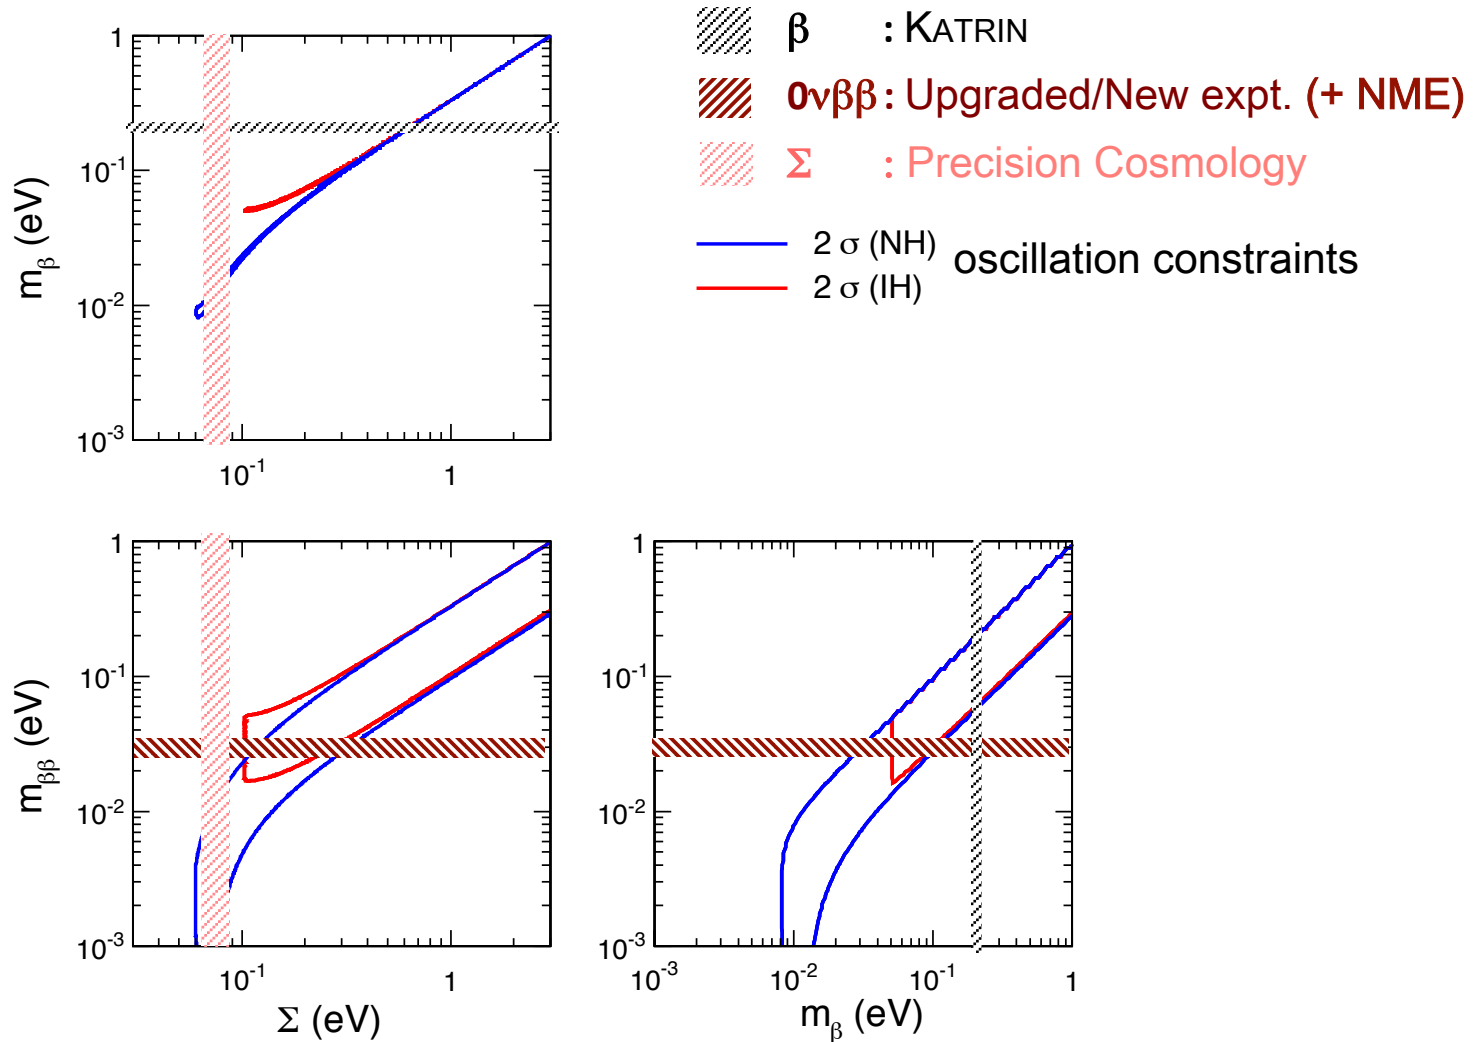 β : KATRIN
0νββ : Upgraded/New expt. (+ NME)
Σ : Precision Cosmology
2 σ (NH)
2 σ (IH)
oscillation constraints
1
10⁻¹
10⁻²
10⁻³
m_β (eV)
10⁻¹ 1
1
10⁻¹
10⁻²
10⁻³
m_ββ (eV)
10⁻¹ 1
Σ (eV)
1
10⁻¹
10⁻²
10⁻³
10⁻³ 10⁻² 10⁻¹ 1
m_β (eV)